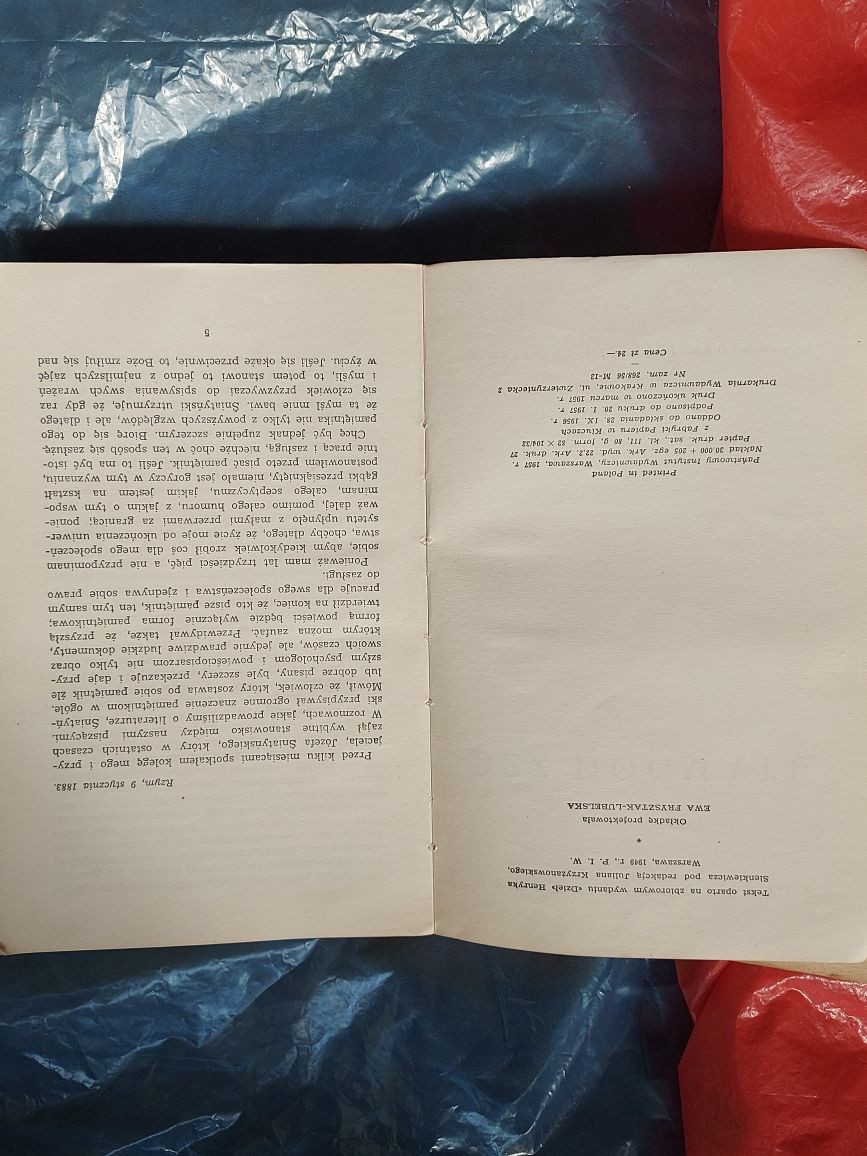 Tekst oparto na zbiorowym wydaniu «Dzieł» Henryka
Sienkiewicza pod redakcją Juliana Krzyżanowskiego,
Warszawa, 1949 r., P. I. W.
*
Okładkę projektowała
EWA FRYSZTAK-LUBELSKA
Printed in Poland
Państwowy Instytut Wydawniczy, Warszawa, 1957 r.
Nakład 30.000 + 205 egz. Ark. wyd. 22,2. Ark. druk. 27
Papier druk. sat., kl. III, 80 g, form. 82 × 104/32
z Fabryki Papieru w Kluczach
Oddano do składania 28. IX. 1956 r.
Podpisano do druku 20. I. 1957 r.
Druk ukończono w marcu 1957 r.
Drukarnia Wydawnicza w Krakowie, ul. Zwierzyniecka 2
Nr zam. 268/56 M-13
Cena zł 24.—
Rzym, 9 stycznia 1883.
Przed kilku miesiącami spotkałem kolegę mego i przy-
jaciela, Józefa Śniatyńskiego, który w ostatnich czasach
zajął wybitne stanowisko między naszymi piszącymi.
W rozmowach, jakie prowadziliśmy o literaturze, Śniatyń-
ski przypisywał ogromne znaczenie pamiętnikom w ogóle.
Mówił, że człowiek, który zostawia po sobie pamiętnik źle
lub dobrze pisany, byle szczery, przekazuje i daje przy-
szłym psychologom i powieściopisarzom nie tylko obraz
swoich czasów, ale jedynie prawdziwe ludzkie dokumenty,
którym można zaufać. Przewidywał także, że przyszłą
formą powieści będzie wyłącznie forma pamiętnikowa;
twierdził na koniec, że kto pisze pamiętnik, ten tym samym
pracuje dla swego społeczeństwa i zjednywa sobie prawo
do zasługi.
Ponieważ mam lat trzydzieści pięć, a nie przypominam
sobie, abym kiedykolwiek zrobił coś dla mego społeczeń-
stwa, choćby dlatego, że życie moje od ukończenia uniwer-
sytetu upłynęło z małymi przerwami za granicą; ponie-
waż dalej, pomimo całego humoru, z jakim o tym wspo-
minam, całego sceptycyzmu, jakim jestem na kształt
gąbki przesiąknięty, niemało jest goryczy w tym wyznaniu,
postanowiłem przeto pisać pamiętnik. Jeśli to ma być isto-
tnie praca i zasługa, niechże choć w ten sposób się zasłużę.
Chcę być jednak zupełnie szczerym. Biorę się do tego
pamiętnika nie tylko z powyższych względów, ale i dlatego
że ta myśl mnie bawi. Śniatyński utrzymuje, że gdy raz
się człowiek przyzwyczai do spisywania swych wrażeń
i myśli, to potem stanowi to jedno z najmilszych zajęć
w życiu. Jeśli się okaże przeciwnie, to Boże zmiłuj się nad
5